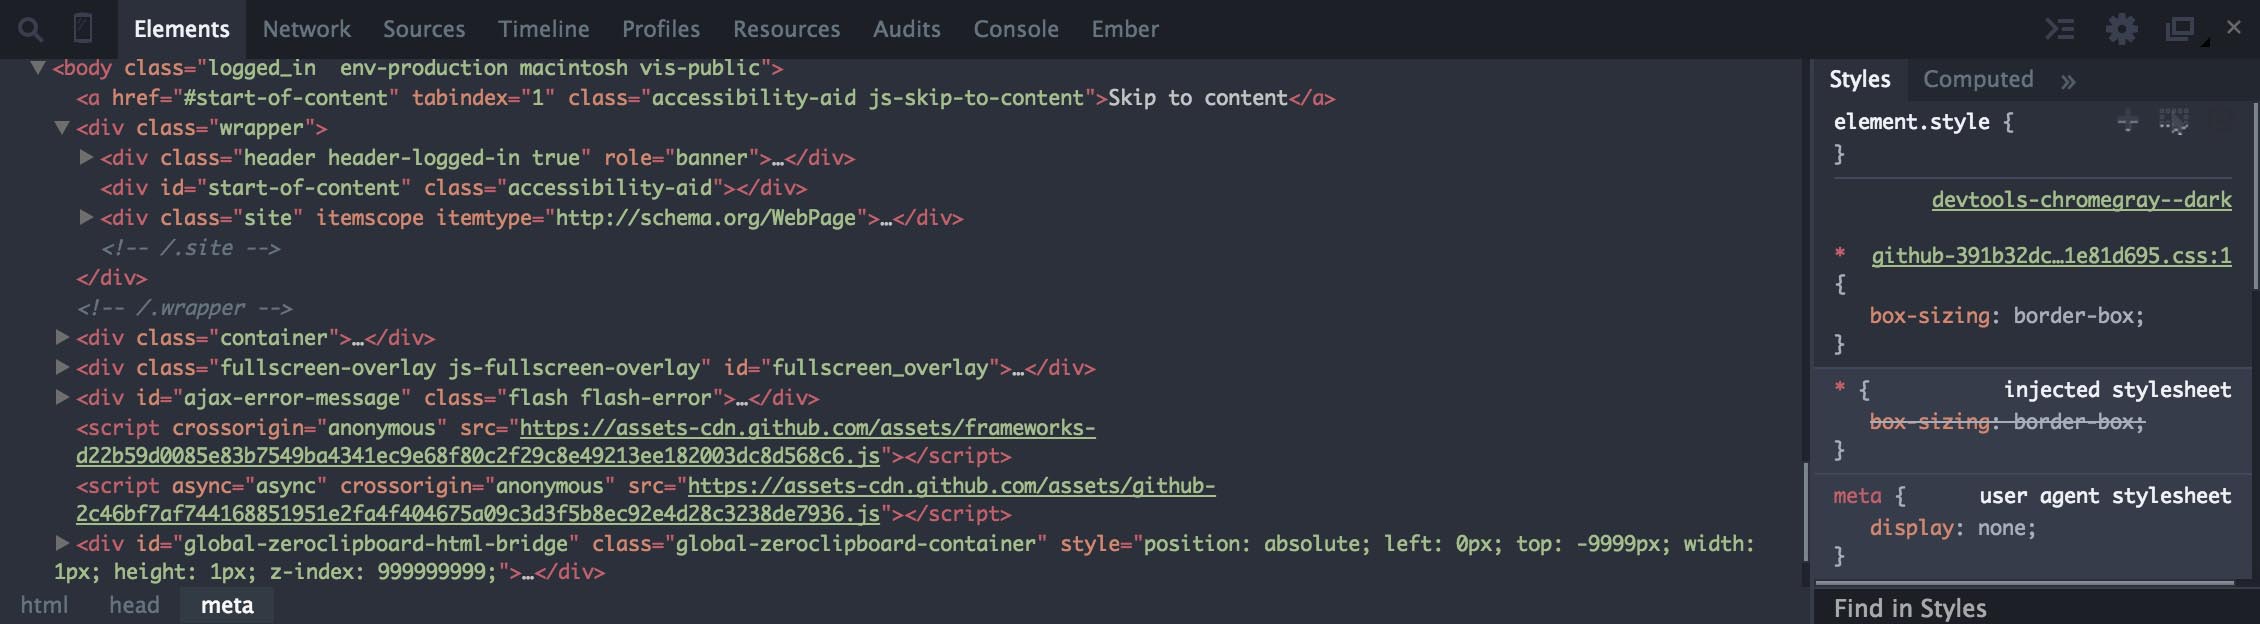 Elements Network Sources Timeline Profiles Resources Audits Console Ember
<body class="logged_in  env-production macintosh vis-public">
<a href="#start-of-content" tabindex="1" class="accessibility-aid js-skip-to-content">Skip to content</a>
<div class="wrapper">
<div class="header header-logged-in true" role="banner">…</div>
<div id="start-of-content" class="accessibility-aid"></div>
<div class="site" itemscope itemtype="http://schema.org/WebPage">…</div>
<!-- /.site -->
</div>
<!-- /.wrapper -->
<div class="container">…</div>
<div class="fullscreen-overlay js-fullscreen-overlay" id="fullscreen_overlay">…</div>
<div id="ajax-error-message" class="flash flash-error">…</div>
<script crossorigin="anonymous" src="https://assets-cdn.github.com/assets/frameworks-
d22b59d0085e83b7549ba4341ec9e68f80c2f29c8e49213ee182003dc8d568c6.js"></script>
<script async="async" crossorigin="anonymous" src="https://assets-cdn.github.com/assets/github-
2c46bf7af744168851951e2fa4f404675a09c3d3f5b8ec92e4d28c3238de7936.js"></script>
<div id="global-zeroclipboard-html-bridge" class="global-zeroclipboard-container" style="position: absolute; left: 0px; top: -9999px; width:
1px; height: 1px; z-index: 999999999;">…</div>
html head meta
Styles Computed »
element.style {
}
devtools-chromegray--dark
* github-391b32dc…1e81d695.css:1
{
box-sizing: border-box;
}
* { injected stylesheet
box-sizing: border-box;
}
meta { user agent stylesheet
display: none;
}
Find in Styles